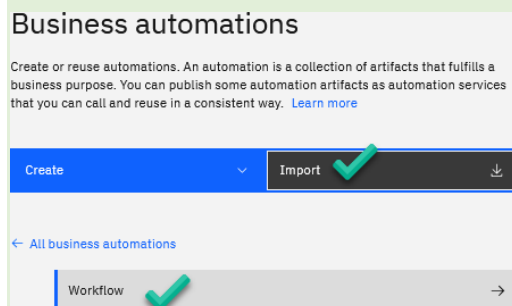 Business automations
Create or reuse automations. An automation is a collection of artifacts that fulfills a
business purpose. You can publish some automation artifacts as automation services
that you can call and reuse in a consistent way. Learn more
Create
Import
← All business automations
Workflow →